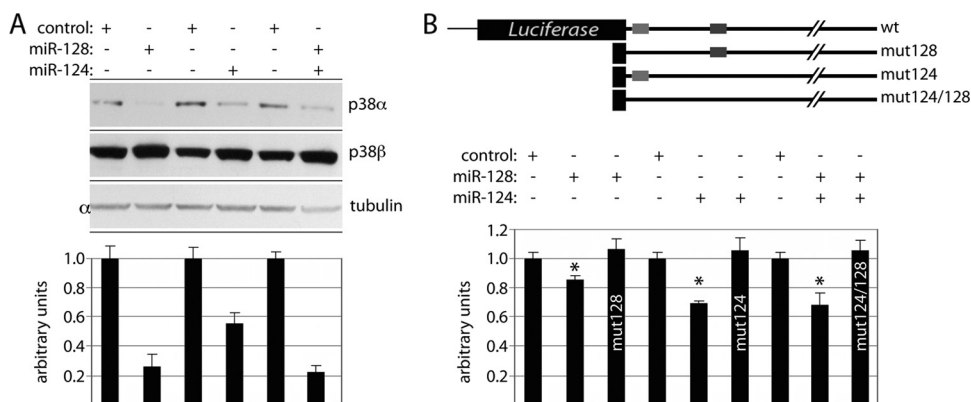 A
control: + - + - + -
miR-128: - + - - - +
miR-124: - - - + - +
p38α
p38β
α tubulin
arbitrary units
1.0
0.8
0.6
0.4
0.2
B
Luciferase
wt
mut128
mut124
mut124/128
control: + - - + - - + - -
miR-128: - + + - - - - + +
miR-124: - - - - + + - + +
arbitrary units
1.2
1.0
0.8
0.6
0.4
0.2
*
mut128
*
mut124
*
mut124/128